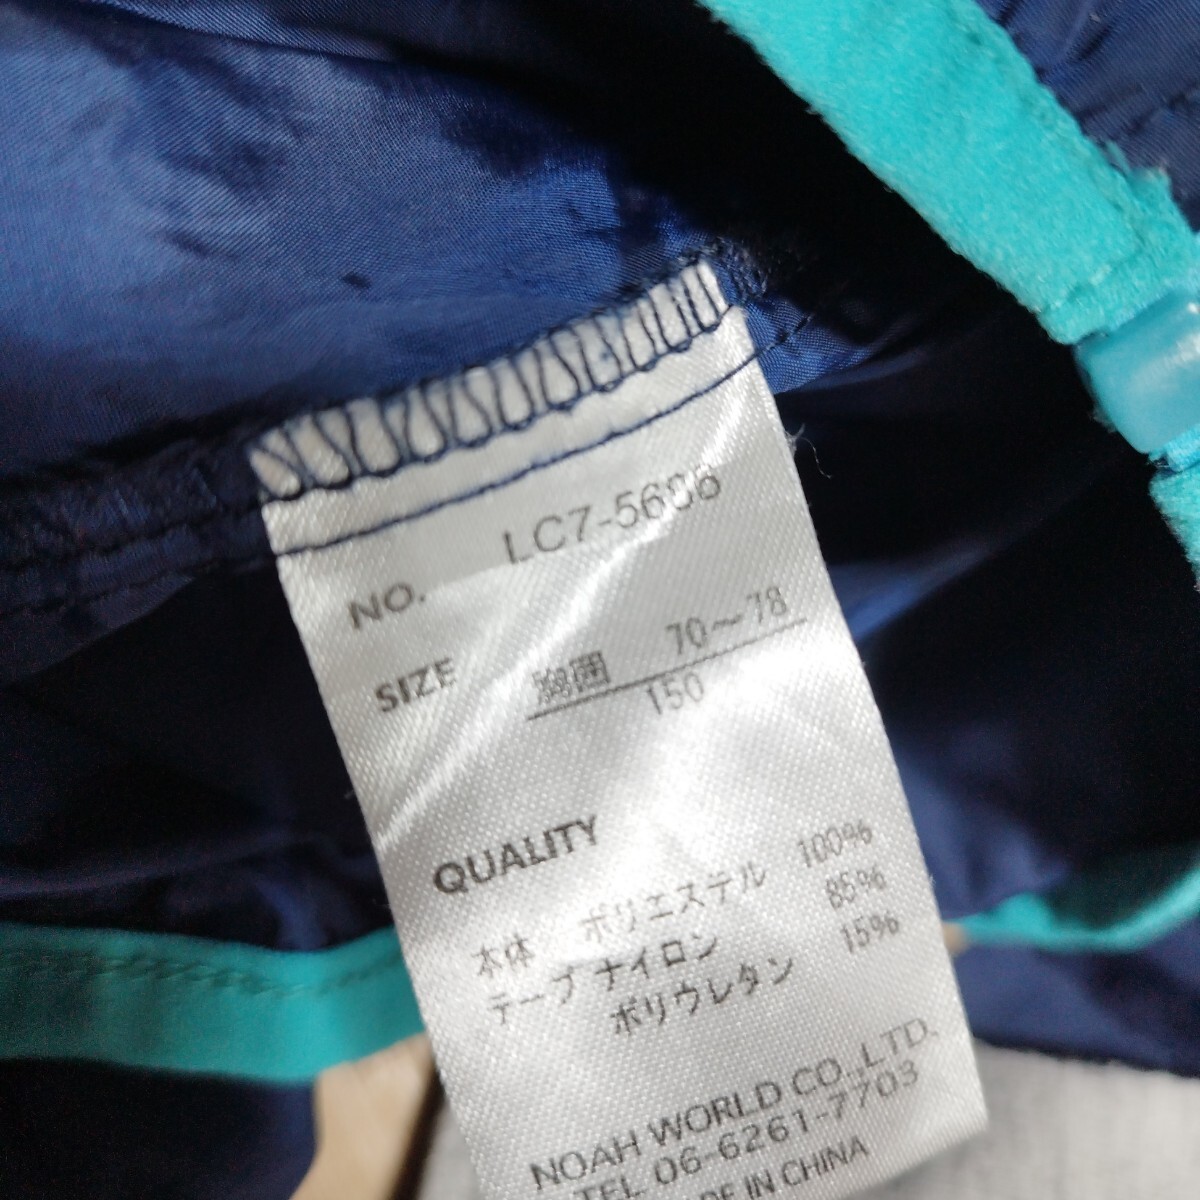 NO. LC7-5686
SIZE 胸囲 70～78
150
QUALITY
本体 ポリエステル 100%
テープ ナイロン 85%
ポリウレタン 15%
NOAH WORLD CO.,LTD.
TEL 06-6261-7703
IN CHINA